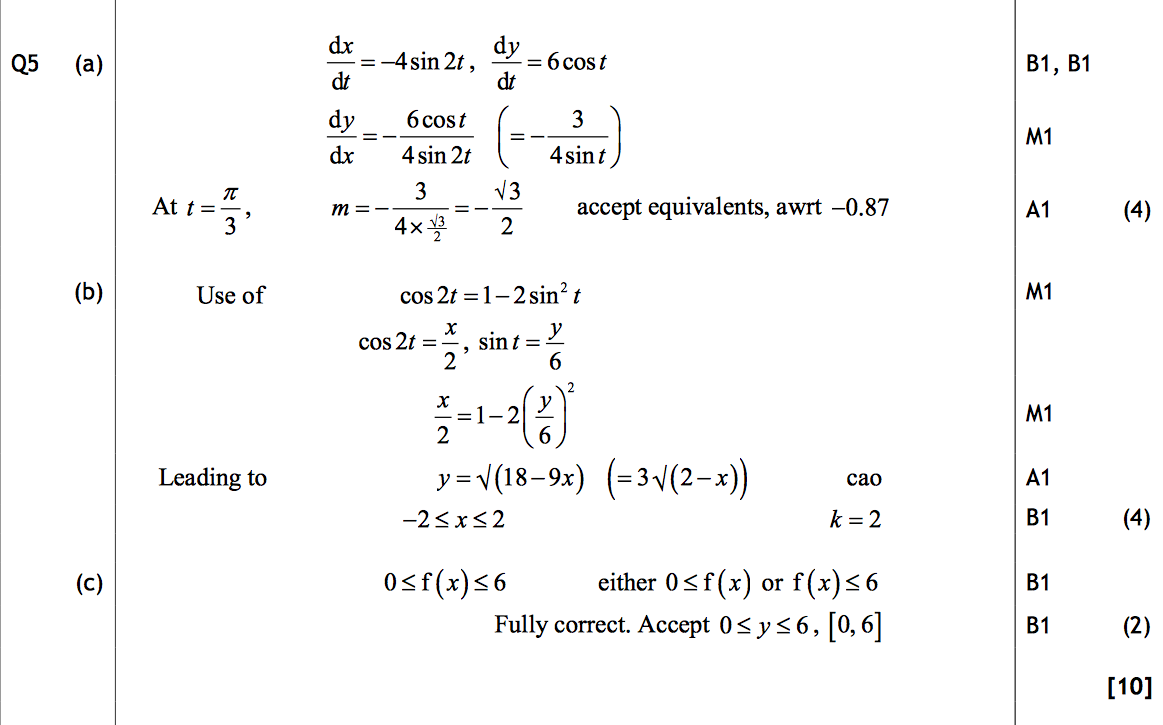 Q5 (a) dx/dt = −4 sin 2t , dy/dt = 6 cos t B1, B1
dy/dx = − 6 cos t / 4 sin 2t ( = − 3 / 4 sin t ) M1
At t = π/3 , m = − 3 / (4 × √3/2) = − √3/2 accept equivalents, awrt −0.87 A1 (4)
(b) Use of cos 2t = 1 − 2 sin² t M1
cos 2t = x/2 , sin t = y/6
x/2 = 1 − 2 (y/6)² M1
Leading to y = √(18 − 9x) ( = 3√(2 − x)) cao A1
−2 ≤ x ≤ 2 k = 2 B1 (4)
(c) 0 ≤ f(x) ≤ 6 either 0 ≤ f(x) or f(x) ≤ 6 B1
Fully correct. Accept 0 ≤ y ≤ 6 , [0, 6] B1 (2)
[10]